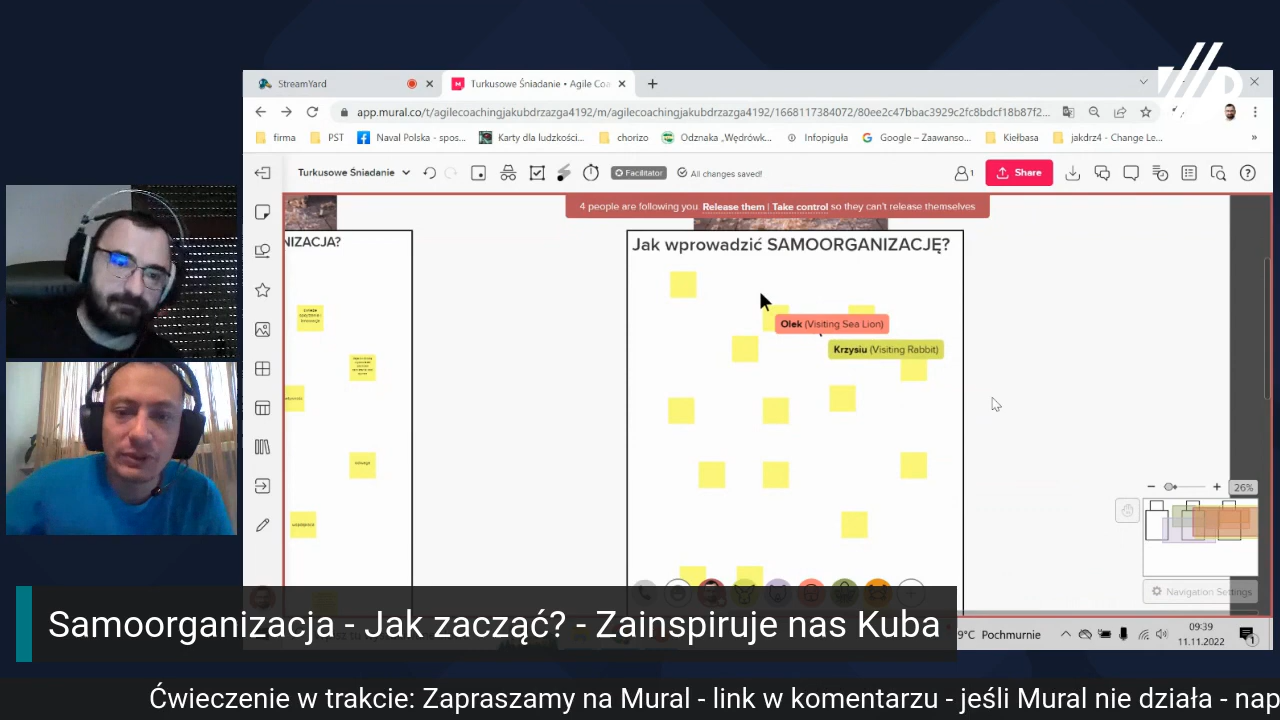 StreamYard
Turkusowe Śniadanie • Agile Coa
app.mural.co/t/agilecoachingjakubdrzazga4192/m/agilecoachingjakubdrzazga4192/1668117384072/80ee2c47bbac3929c2fc8bdcf18b87f2...
firma
PST
Naval Polska - spos...
Karty dla ludzkości...
chorizo
Odznaka „Wędrówk...
Infopiguła
Google – Zaawanso...
Kiełbasa
jakdrz4 - Change Le...
»
Turkusowe Śniadanie
Facilitator
All changes saved!
1
Share
4 people are following you Release them | Take control so they can't release themselves
NIZACJA?
Jak wprowadzić SAMOORGANIZACJĘ?
Olek (Visiting Sea Lion)
Krzysiu (Visiting Rabbit)
26%
Navigation Settings
Samoorganizacja - Jak zacząć? - Zainspiruje nas Kuba
9°C Pochmurnie
09:39
11.11.2022
1
Ćwieczenie w trakcie: Zapraszamy na Mural - link w komentarzu - jeśli Mural nie działa - nap